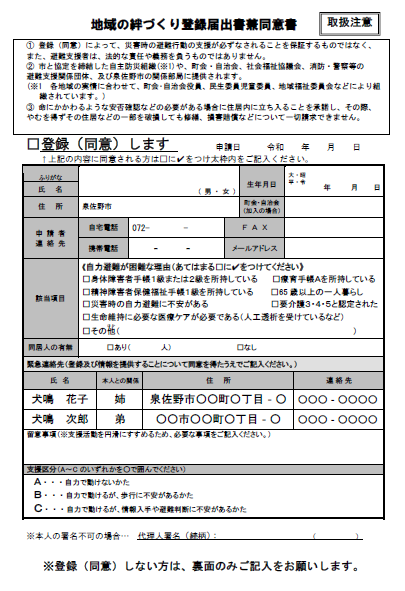 地域の絆づくり登録届出書兼同意書
取扱注意
① 登録（同意）によって、災害時の避難行動の支援が必ずなされることを保証するものではなく、
また、避難支援者は、法的な責任や義務を負うものではありません。
② 市と協定を締結した自主防災組織(※1)や、町会・自治会、社会福祉協議会、消防・警察等の
避難支援関係団体、及び泉佐野市の関係部局に提供されます。
（※1 各地域の実情に合わせて、町会・自治会役員、民生委員児童委員、地域福祉委員会などにより組
織されています。）
③ 命にかかわるような安否確認などの必要がある場合に住居内に立ち入ることを承諾し、その際、
やむを得ず住居などの一部を破損しても修繕、損害賠償などについて一切請求できません。
□登録（同意）します
申請日 令和 年 月 日
↑上記の内容に同意される方は□に✔をつけ太枠内をご記入ください。
ふりがな
氏 名
（ 男 ・ 女 ）
生年月日
大・昭
平・令
年 月 日
住 所
泉佐野市
町会・自治会
(加入の場合)
申 請 者
連 絡 先
自宅電話
072- -
F A X
携帯電話
- -
メールアドレス
該当項目
《自力避難が困難な理由(あてはまる□に✔をつけてください)》
□身体障害者手帳1級または2級を所持している □療育手帳Aを所持している
□精神障害者保健福祉手帳1級を所持している □65歳以上の一人暮らし
□災害時の自力避難に不安がある □要介護3・4・5と認定された
□生命維持に必要な医療ケアが必要である(人工透析を受けているなど)
□その他( )
同居人の有無
□あり( 人) □なし
緊急連絡先(登録及び情報を提供することについて同意を得たうえでご記入ください。)
氏 名 本人との関係 住 所 連 絡 先
犬鳴 花子 姉 泉佐野市〇〇町〇丁目－〇 〇〇〇－〇〇〇〇
犬鳴 次郎 弟 〇〇市〇〇町〇丁目－〇 〇〇〇－〇〇〇〇
留意事項(※支援活動を円滑にすすめるため、必要な事項をご記入ください。)
支援区分(A～Cのいずれかを〇で囲んでください)
A・・・自力で動けないかた
B・・・自力で動けるが、歩行に不安があるかた
C・・・自力で動けるが、情報入手や避難判断に不安があるかた
※本人の署名不可の場合… 代理人署名（続柄）： （ ）
※登録（同意）しない方は、裏面のみご記入をお願いします。